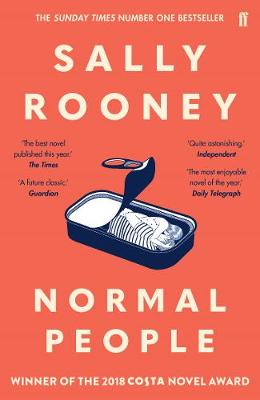 THE SUNDAY TIMES NUMBER ONE BESTSELLER
ff
SALLY
ROONEY
'The best novel
published this year.'
The Times
'A future classic.'
Guardian
'Quite astonishing.'
Independent
'The most enjoyable
novel of the year.'
Daily Telegraph
NORMAL
PEOPLE
WINNER OF THE 2018 COSTA NOVEL AWARD